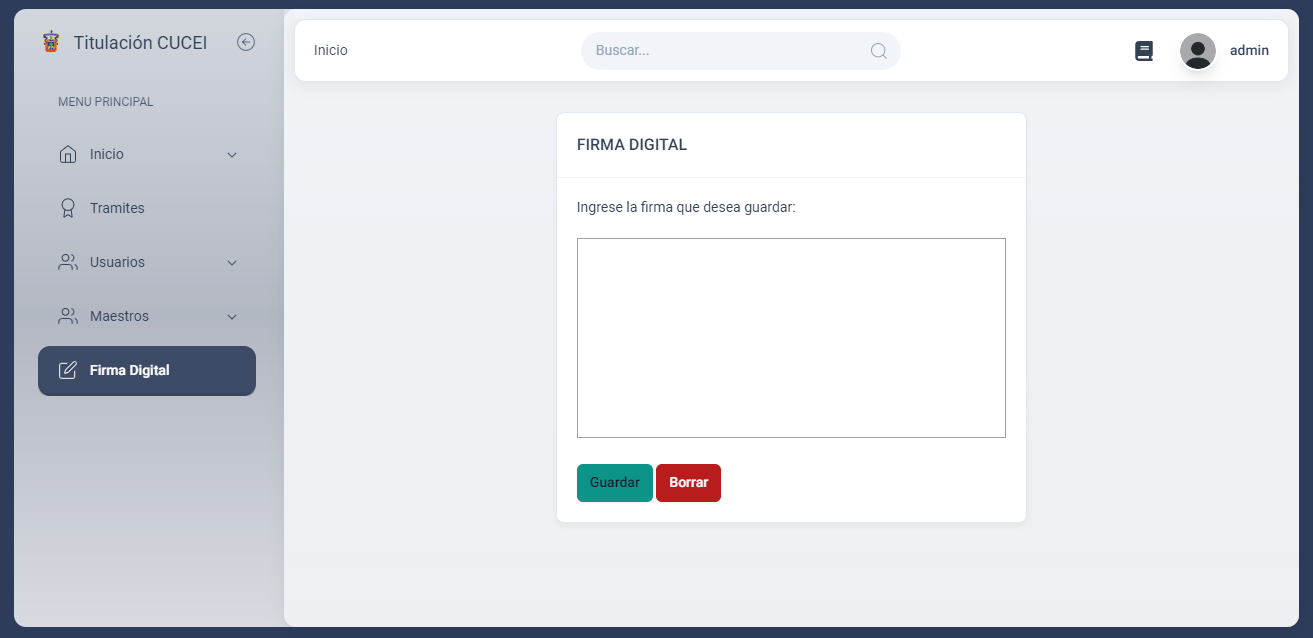 Titulación CUCEI
MENU PRINCIPAL
Inicio
Tramites
Usuarios
Maestros
Firma Digital
Inicio
Buscar...
admin
FIRMA DIGITAL
Ingrese la firma que desea guardar:
Guardar Borrar